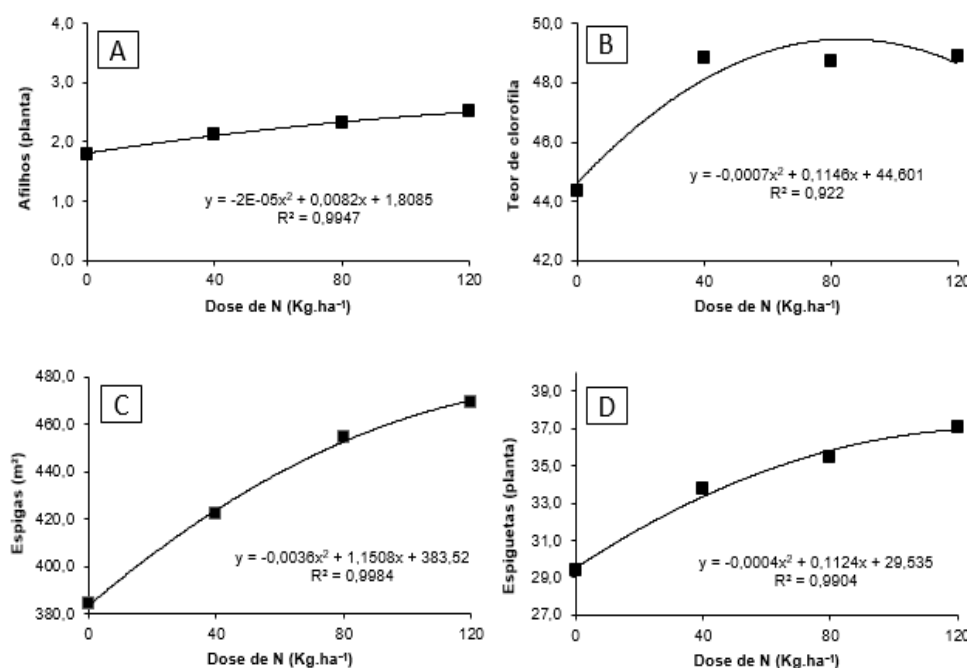 A
4,0
3,0
2,0
1,0
0,0
Afilhos (planta)
y = -2E-05x² + 0,0082x + 1,8085
R² = 0,9947
0 40 80 120
Dose de N (Kg.ha⁻¹)
B
50,0
48,0
46,0
44,0
42,0
Teor de clorofila
y = -0,0007x² + 0,1146x + 44,601
R² = 0,922
0 40 80 120
Dose de N (Kg.ha⁻¹)
C
480,0
460,0
440,0
420,0
400,0
380,0
Espigas (m²)
y = -0,0036x² + 1,1508x + 383,52
R² = 0,9984
0 40 80 120
Dose de N (Kg.ha⁻¹)
D
39,0
37,0
35,0
33,0
31,0
29,0
27,0
Espiguetas (planta)
y = -0,0004x² + 0,1124x + 29,535
R² = 0,9904
0 40 80 120
Dose de N (Kg.ha⁻¹)